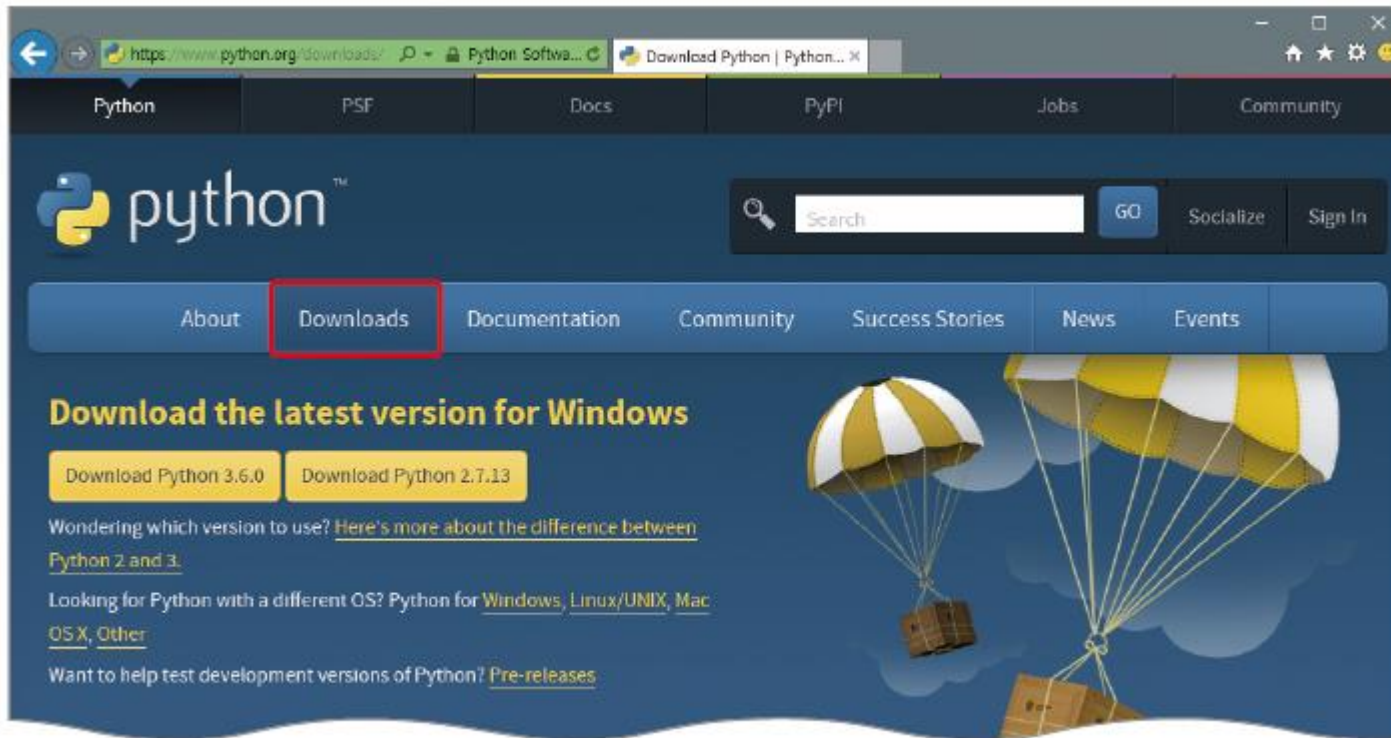 https://www.python.org/downloads/ Python Softwa... Download Python | Python...
Python PSF Docs PyPI Jobs Community
python™
Search GO Socialize Sign In
About Downloads Documentation Community Success Stories News Events
Download the latest version for Windows
Download Python 3.6.0 Download Python 2.7.13
Wondering which version to use? Here's more about the difference between
Python 2 and 3.
Looking for Python with a different OS? Python for Windows, Linux/UNIX, Mac
OS X, Other
Want to help test development versions of Python? Pre-releases